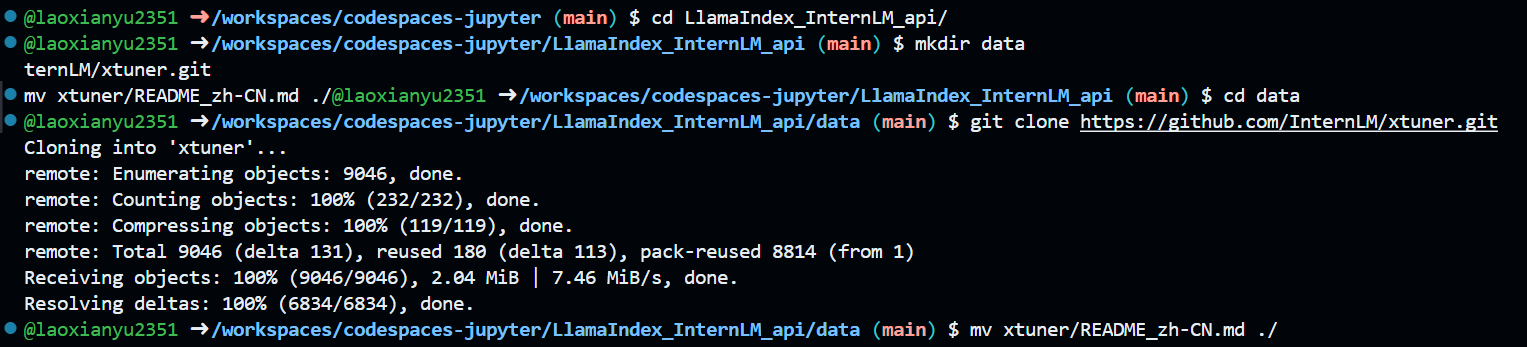 @laoxianyu2351 ➜/workspaces/codespaces-jupyter (main) $ cd LlamaIndex_InternLM_api/
@laoxianyu2351 ➜/workspaces/codespaces-jupyter/LlamaIndex_InternLM_api (main) $ mkdir data
ternLM/xtuner.git
mv xtuner/README_zh-CN.md ./@laoxianyu2351 ➜/workspaces/codespaces-jupyter/LlamaIndex_InternLM_api (main) $ cd data
@laoxianyu2351 ➜/workspaces/codespaces-jupyter/LlamaIndex_InternLM_api/data (main) $ git clone https://github.com/InternLM/xtuner.git
Cloning into 'xtuner'...
remote: Enumerating objects: 9046, done.
remote: Counting objects: 100% (232/232), done.
remote: Compressing objects: 100% (119/119), done.
remote: Total 9046 (delta 131), reused 180 (delta 113), pack-reused 8814 (from 1)
Receiving objects: 100% (9046/9046), 2.04 MiB | 7.46 MiB/s, done.
Resolving deltas: 100% (6834/6834), done.
@laoxianyu2351 ➜/workspaces/codespaces-jupyter/LlamaIndex_InternLM_api/data (main) $ mv xtuner/README_zh-CN.md ./